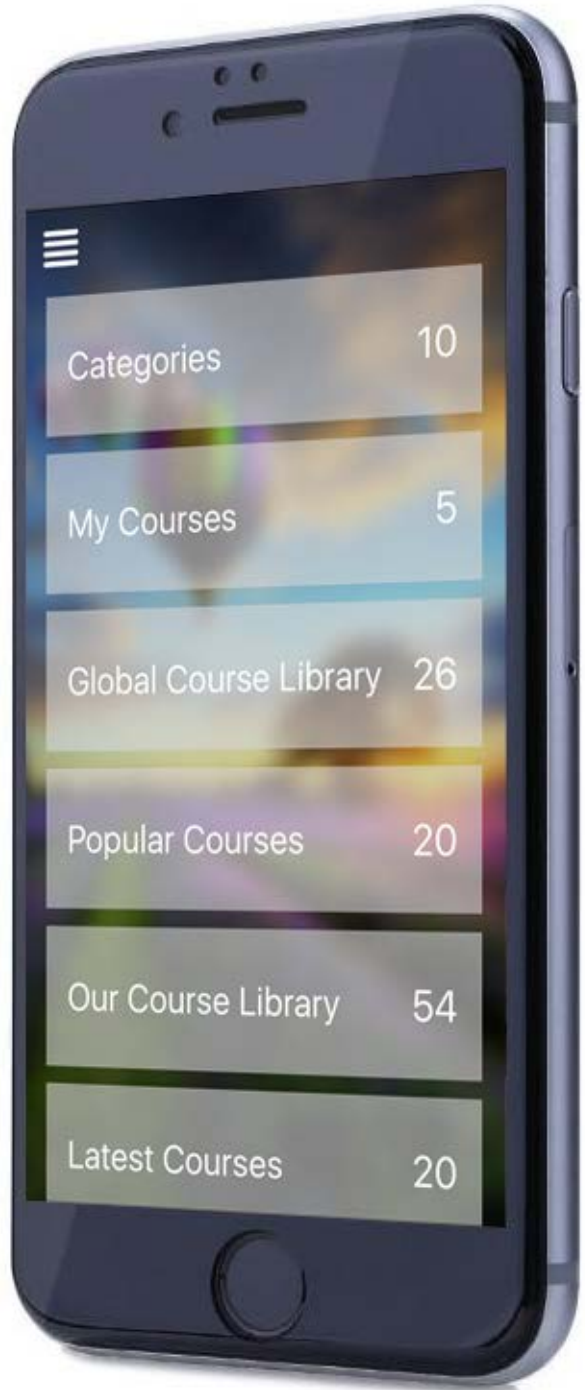 Categories 10
My Courses 5
Global Course Library 26
Popular Courses 20
Our Course Library 54
Latest Courses 20